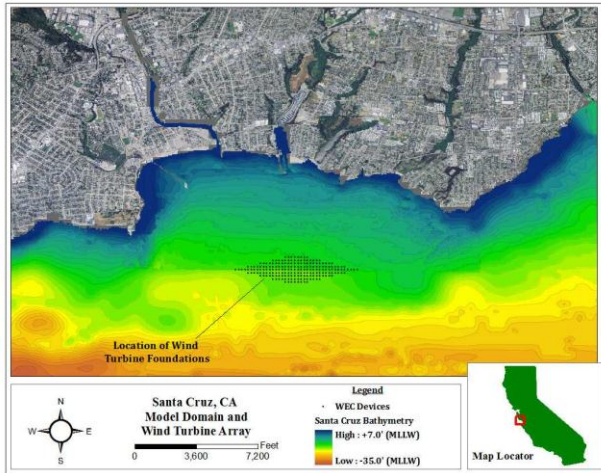 Location of Wind
Turbine Foundations
N
W
E
S
Santa Cruz, CA
Model Domain and
Wind Turbine Array
Feet
0
3,600
7,200
Legend
WEC Devices
Santa Cruz Bathymetry
High : +7.0' (MLLW)
Low : -35.0' (MLLW)
Map Locator